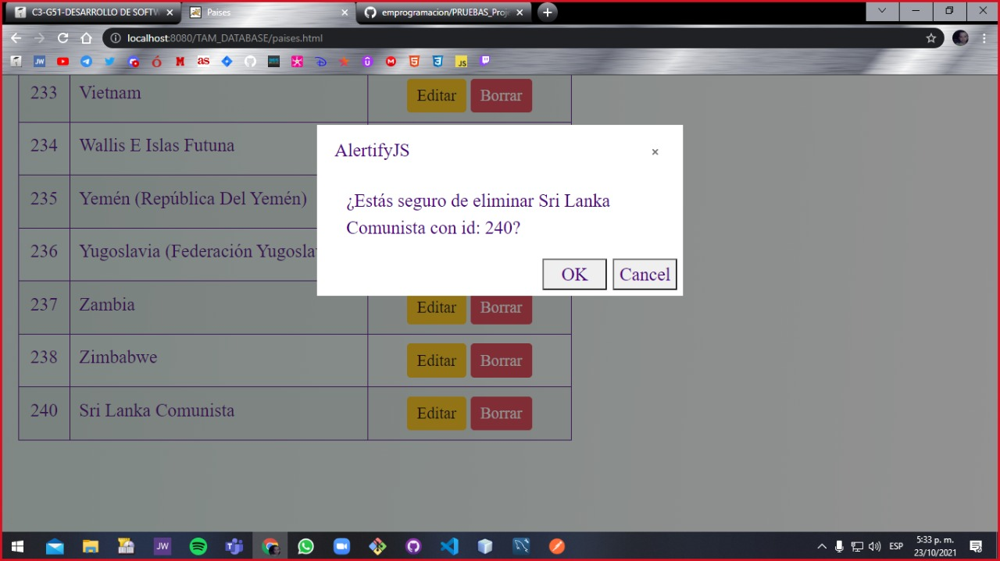 C3-G51-DESARROLLO DE SOFTW
Paises
emprogramacion/PRUEBAS_Proje
localhost:8080/TAM_DATABASE/paises.html
JW
as
JS
233 Vietnam Editar Borrar
234 Wallis E Islas Futuna
235 Yemén (República Del Yemén)
236 Yugoslavia (Federación Yugosla
237 Zambia Editar Borrar
238 Zimbabwe Editar Borrar
240 Sri Lanka Comunista Editar Borrar
AlertifyJS
×
¿Estás seguro de eliminar Sri Lanka
Comunista con id: 240?
OK Cancel
JW
ESP
5:33 p. m.
23/10/2021